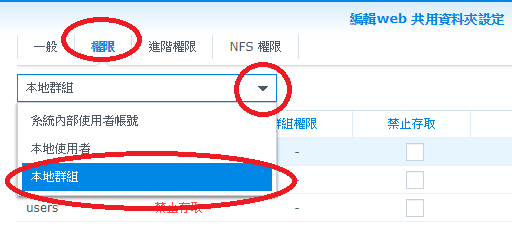 編輯web 共用資料夾設定
一般 權限 進階權限 NFS 權限
本地群組
系統內部使用者帳號
群組權限 禁止存取
本地使用者
-
本地群組
-
users 禁止存取 -